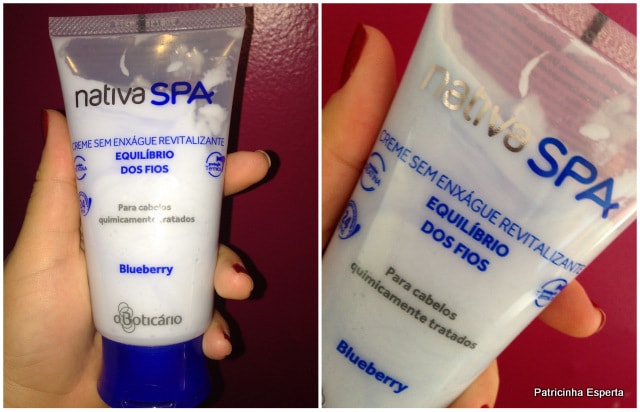 nativa SPA
CREME SEM ENXÁGUE REVITALIZANTE
EQUILÍBRIO
DOS FIOS
Para cabelos
quimicamente tratados
Blueberry
oBoticário
nativa SPA
CREME SEM ENXÁGUE REVITALIZANTE
EQUILÍBRIO
DOS FIOS
Para cabelos
quimicamente tratados
Blueberry
Patricinha Esperta